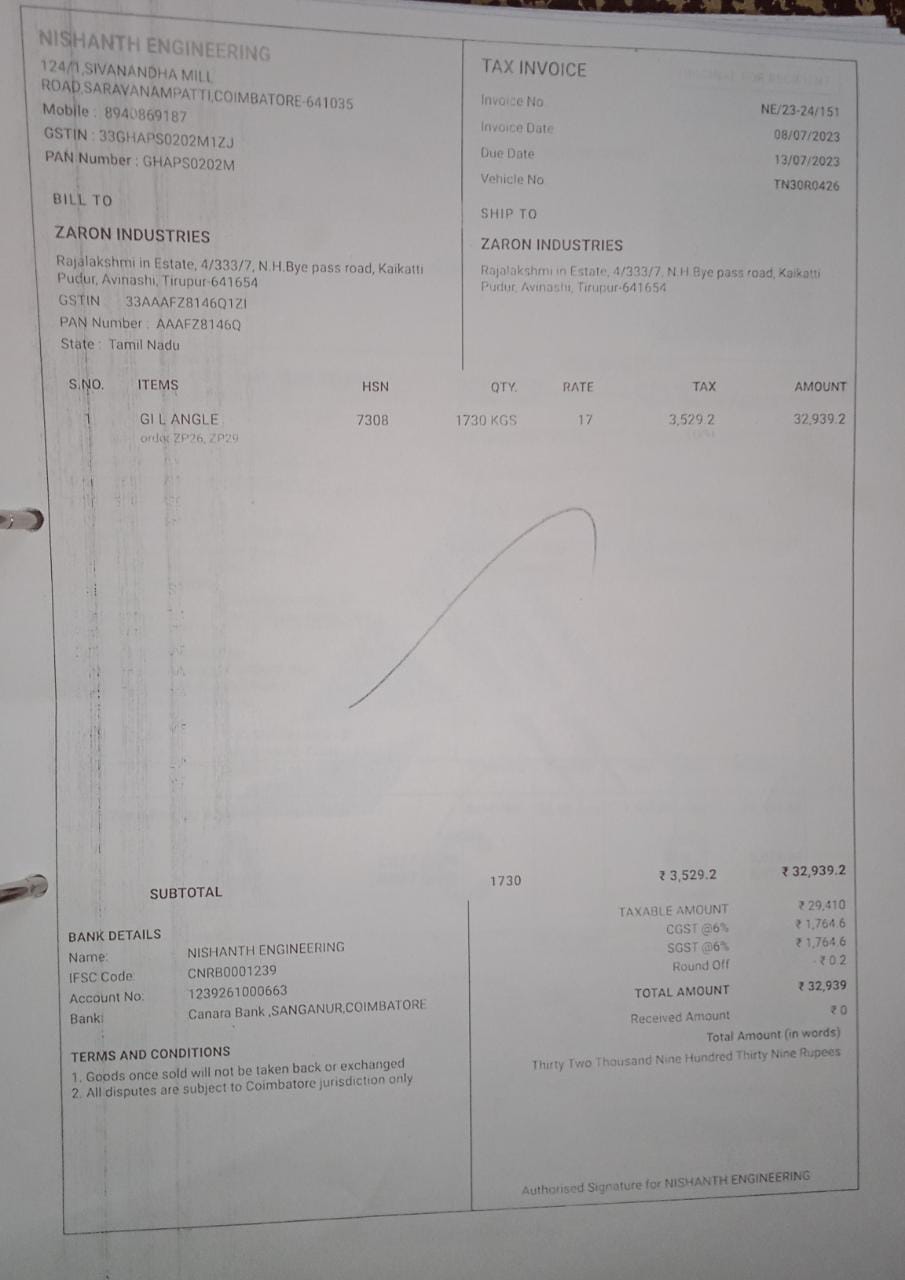 NISHANTH ENGINEERING
124/1,SIVANANDHA MILL
ROAD,SARAVANAMPATTI,COIMBATORE-641035
Mobile : 8940869187
GSTIN : 33GHAPS0202M1ZJ
PAN Number : GHAPS0202M
TAX INVOICE
ORIGINAL FOR RECIPIENT
Invoice No NE/23-24/151
Invoice Date 08/07/2023
Due Date 13/07/2023
Vehicle No TN30R0426
BILL TO
ZARON INDUSTRIES
Rajalakshmi in Estate, 4/333/7, N.H.Bye pass road, Kaikatti
Pudur, Avinashi, Tirupur-641654
GSTIN 33AAAFZ8146Q1ZI
PAN Number : AAAFZ8146Q
State : Tamil Nadu
SHIP TO
ZARON INDUSTRIES
Rajalakshmi in Estate, 4/333/7, N.H.Bye pass road, Kaikatti
Pudur, Avinashi, Tirupur-641654
S.NO. ITEMS HSN QTY. RATE TAX AMOUNT
1 GI L ANGLE 7308 1730 KGS 17 3,529.2 32,939.2
order ZP26, ZP29
SUBTOTAL 1730 ₹ 3,529.2 ₹ 32,939.2
BANK DETAILS
Name: NISHANTH ENGINEERING
IFSC Code: CNRB0001239
Account No: 1239261000663
Bank: Canara Bank ,SANGANUR,COIMBATORE
TERMS AND CONDITIONS
1. Goods once sold will not be taken back or exchanged
2. All disputes are subject to Coimbatore jurisdiction only
TAXABLE AMOUNT ₹ 29,410
CGST @6% ₹ 1,764.6
SGST @6% ₹ 1,764.6
Round Off -₹ 0.2
TOTAL AMOUNT ₹ 32,939
Received Amount ₹ 0
Total Amount (in words)
Thirty Two Thousand Nine Hundred Thirty Nine Rupees
Authorised Signature for NISHANTH ENGINEERING